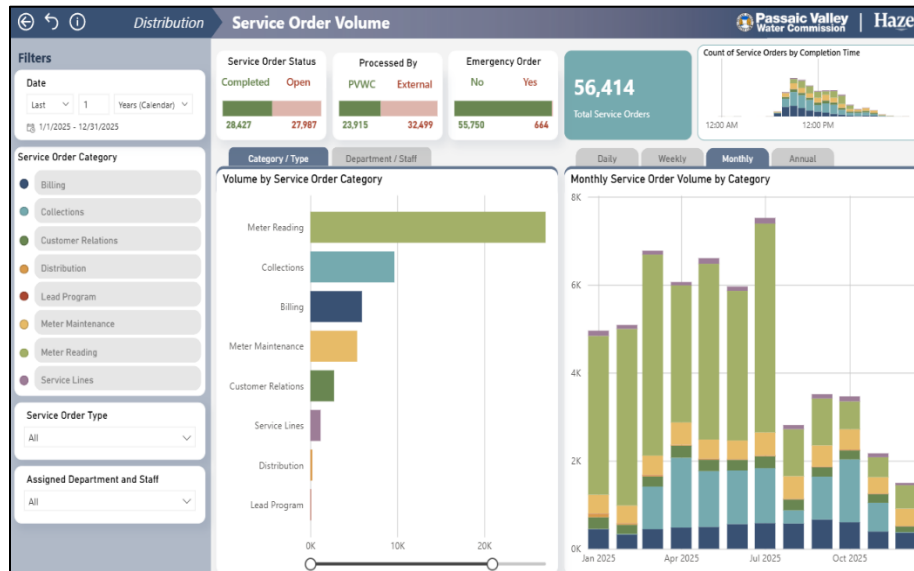 Distribution
Service Order Volume
Passaic Valley
Water Commission
Haze
Filters
Date
Last
1
Years (Calendar)
1/1/2025 - 12/31/2025
Service Order Category
Billing
Collections
Customer Relations
Distribution
Lead Program
Meter Maintenance
Meter Reading
Service Lines
Service Order Type
All
Assigned Department and Staff
All
Service Order Status
Completed Open
28,427 27,987
Processed By
PVWC External
23,915 32,499
Emergency Order
No Yes
55,750 664
56,414
Total Service Orders
Count of Service Orders by Completion Time
12:00 AM 12:00 PM
Category / Type
Department / Staff
Volume by Service Order Category
Meter Reading
Collections
Billing
Meter Maintenance
Customer Relations
Service Lines
Distribution
Lead Program
0K 10K 20K
Daily
Weekly
Monthly
Annual
Monthly Service Order Volume by Category
8K
6K
4K
2K
0K
Jan 2025 Apr 2025 Jul 2025 Oct 2025